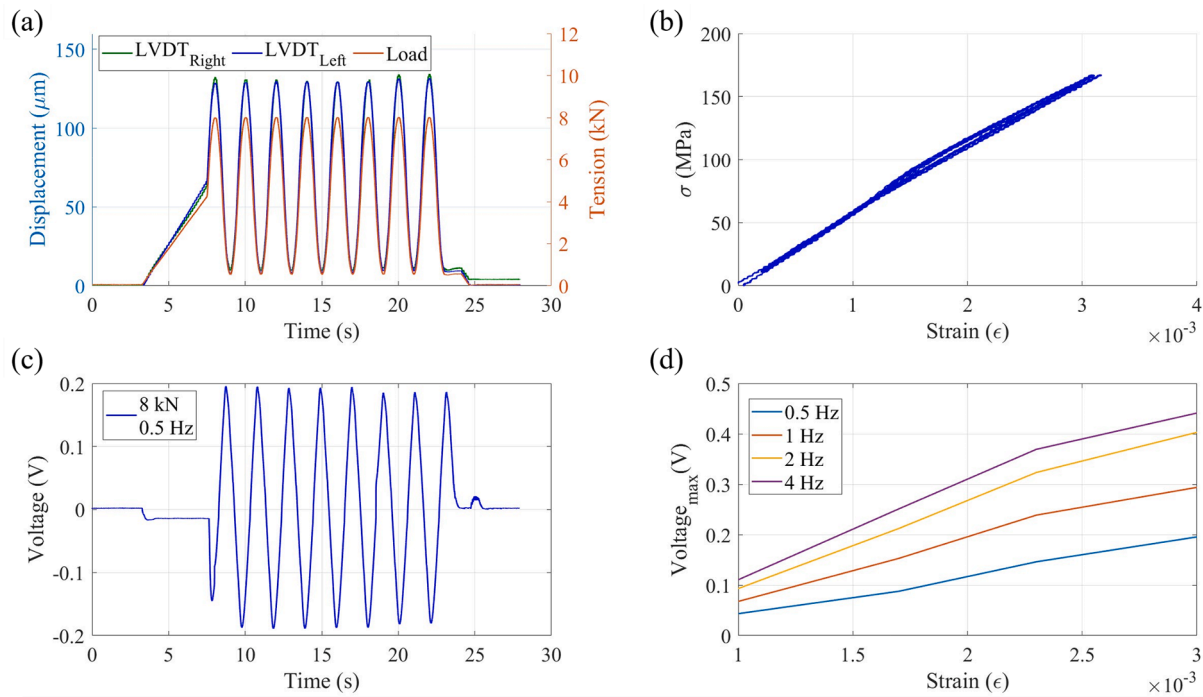 (a)
LVDT_Right LVDT_Left Load
150
100
50
0
Displacement (μm)
12
10
8
6
4
2
0
Tension (kN)
0 5 10 15 20 25 30
Time (s)
(b)
200
150
100
50
0
σ (MPa)
0 1 2 3 4
Strain (ϵ)
×10⁻³
(c)
8 kN
0.5 Hz
0.2
0.1
0
-0.1
-0.2
Voltage (V)
0 5 10 15 20 25 30
Time (s)
(d)
0.5 Hz
1 Hz
2 Hz
4 Hz
0.5
0.4
0.3
0.2
0.1
0
Voltage_max(V)
1 1.5 2 2.5 3
Strain (ϵ)
×10⁻³